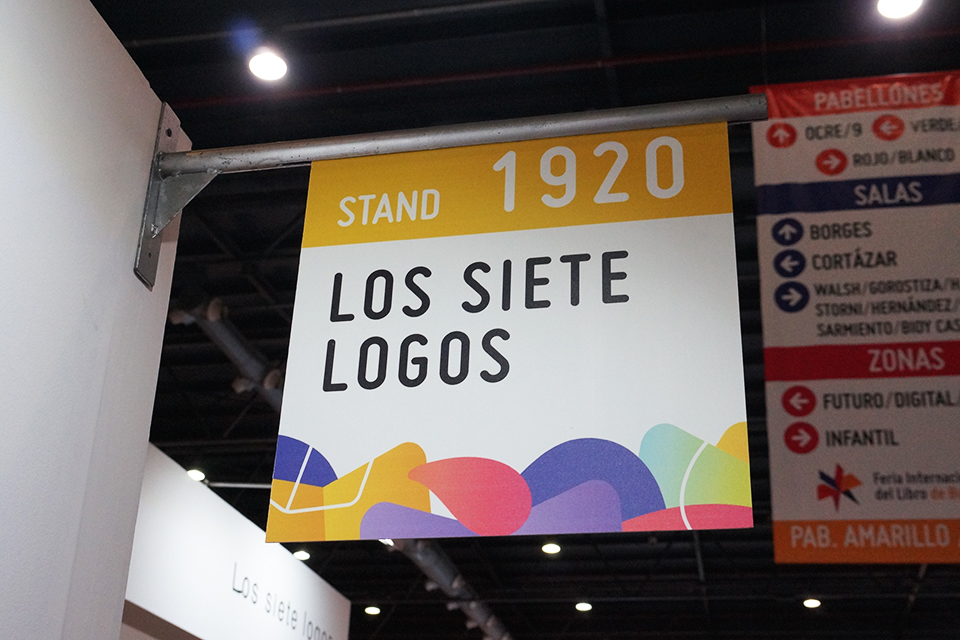 STAND 1920
LOS SIETE
LOGOS
Los siete logos
PABELLONES
OCRE/9 VERDE/
ROJO/BLANCO
SALAS
BORGES
CORTÁZAR
WALSH/GOROSTIZA/
STORNI/HERNÁNDEZ/
SARMIENTO/BIOY
ZONAS
FUTURO/DIGITAL/
INFANTIL
Feria
del Libro de
PAB. AMARILLO